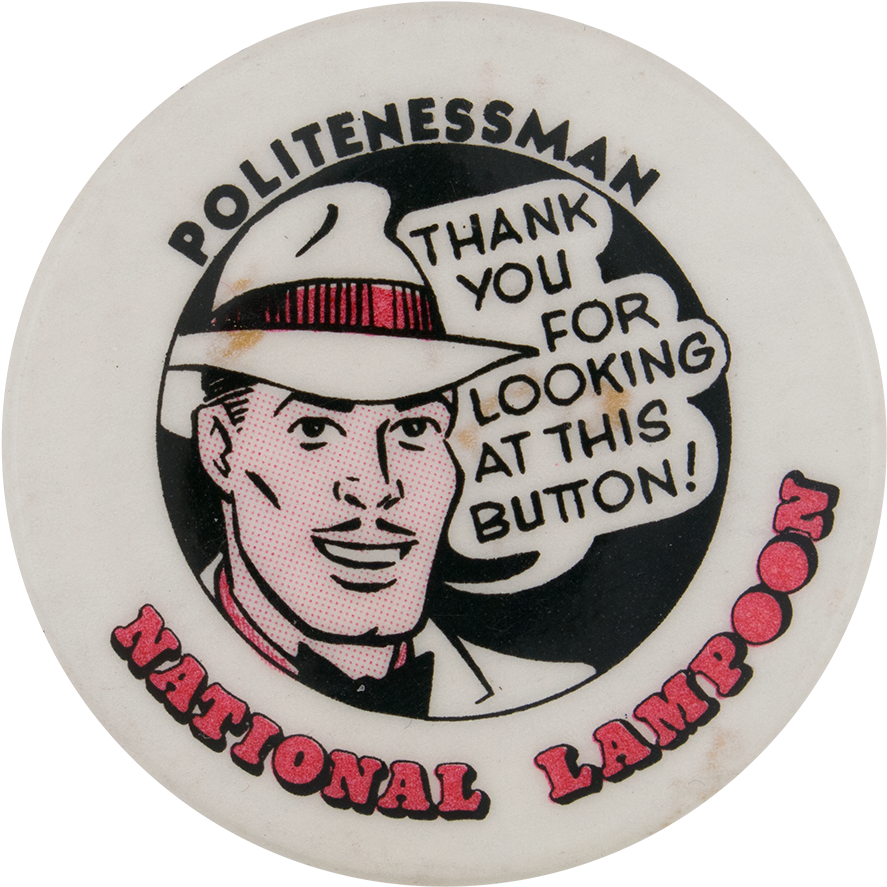 POLITENESSMAN
THANK
YOU
FOR
LOOKING
AT THIS
BUTTON!
NATIONAL LAMPOON